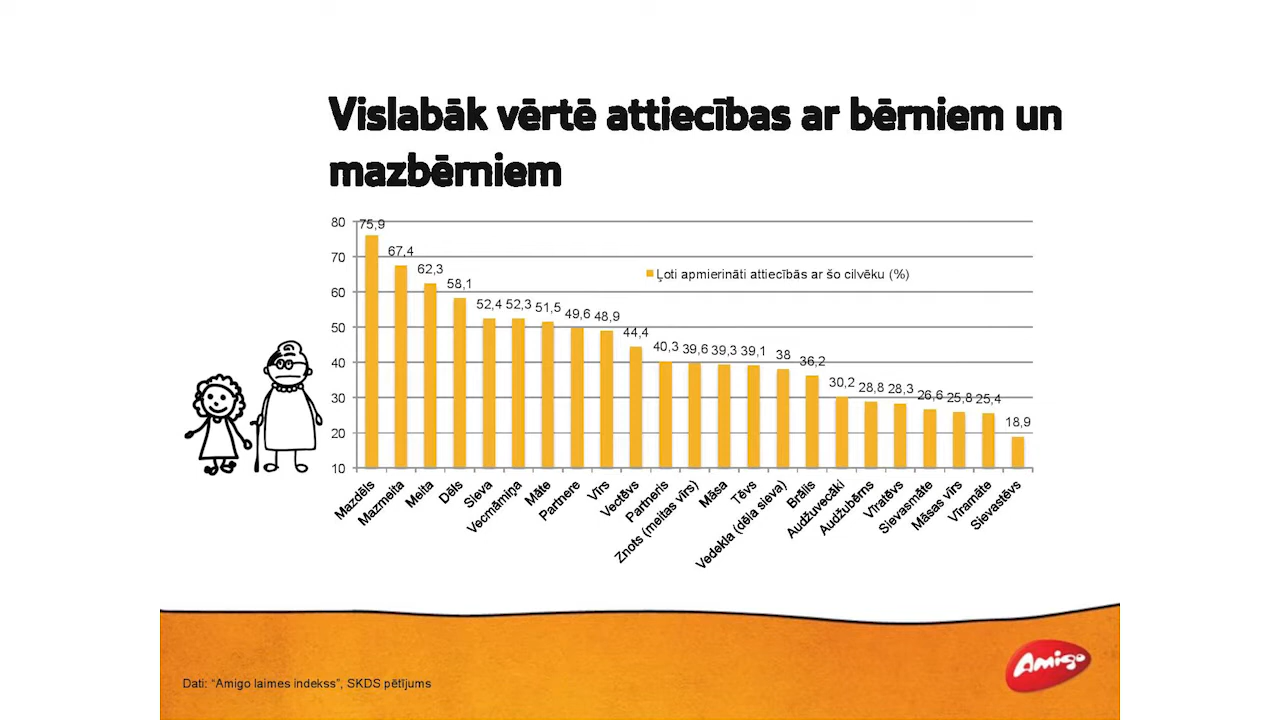 Vislabāk vērtē attiecības ar bērniem un
mazbērniem
80
70
60
50
40
30
20
10
75,9
67,4
62,3
58,1
52,4
52,3
51,5
49,6
48,9
44,4
40,3
39,6
39,3
39,1
38
36,2
30,2
28,8
28,3
26,6
25,8
25,4
18,9
Ļoti apmierināti attiecībās ar šo cilvēku (%)
Mazdēls
Mazmeita
Meita
Dēls
Sieva
Vecmāmiņa
Māte
Partnere
Vīrs
Vectēvs
Partneris
Znots (meitas vīrs)
Māsa
Tēvs
Vedekla (dēla sieva)
Brālis
Audžuvecāki
Audžubērns
Vīratēvs
Sievasmāte
Māsas vīrs
Vīramāte
Sievastēvs
Dati: “Amigo laimes indekss”, SKDS pētījums
Amigo